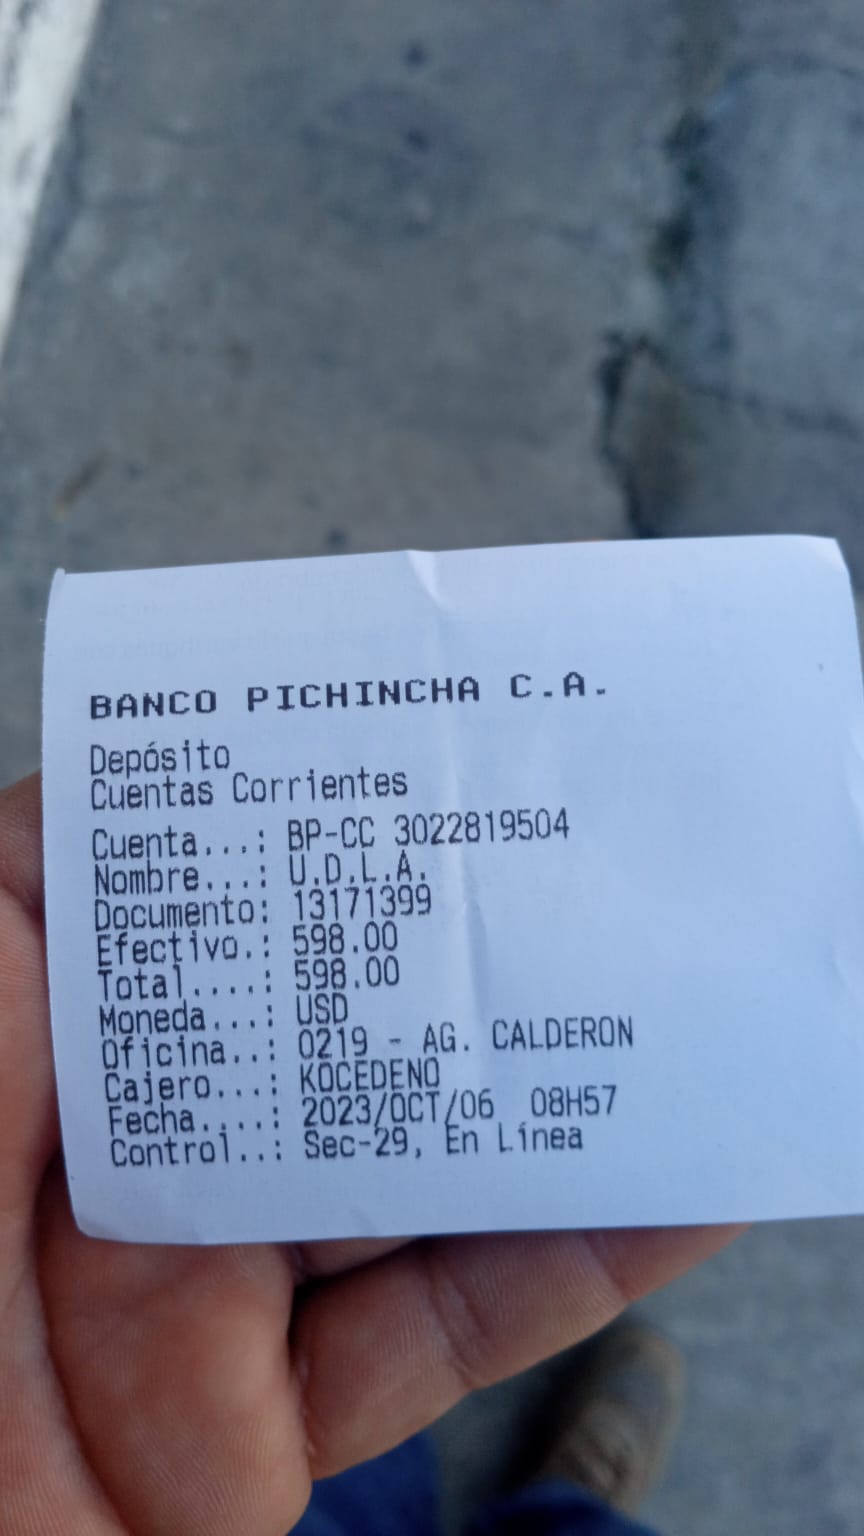 BANCO PICHINCHA C.A.
Depósito
Cuentas Corrientes
Cuenta...: BP-CC 3022819504
Nombre...: U.D.L.A.
Documento: 13171399
Efectivo.: 598.00
Total....: 598.00
Moneda...: USD
Oficina..: 0219 - AG. CALDERON
Cajero...: KOCEDENO
Fecha....: 2023/OCT/06 08H57
Control..: Sec-29, En Línea